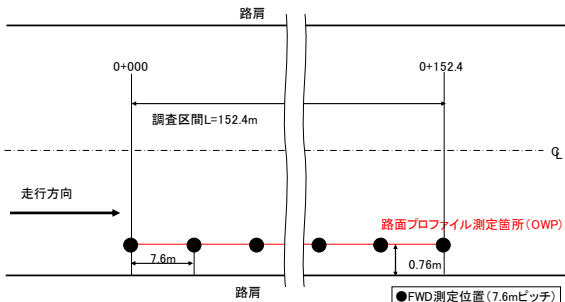 路肩
0+000
0+152.4
調査区間L=152.4m
℄
走行方向
路面プロファイル測定箇所(OWP)
7.6m
0.76m
路肩
●FWD測定位置(7.6mピッチ)